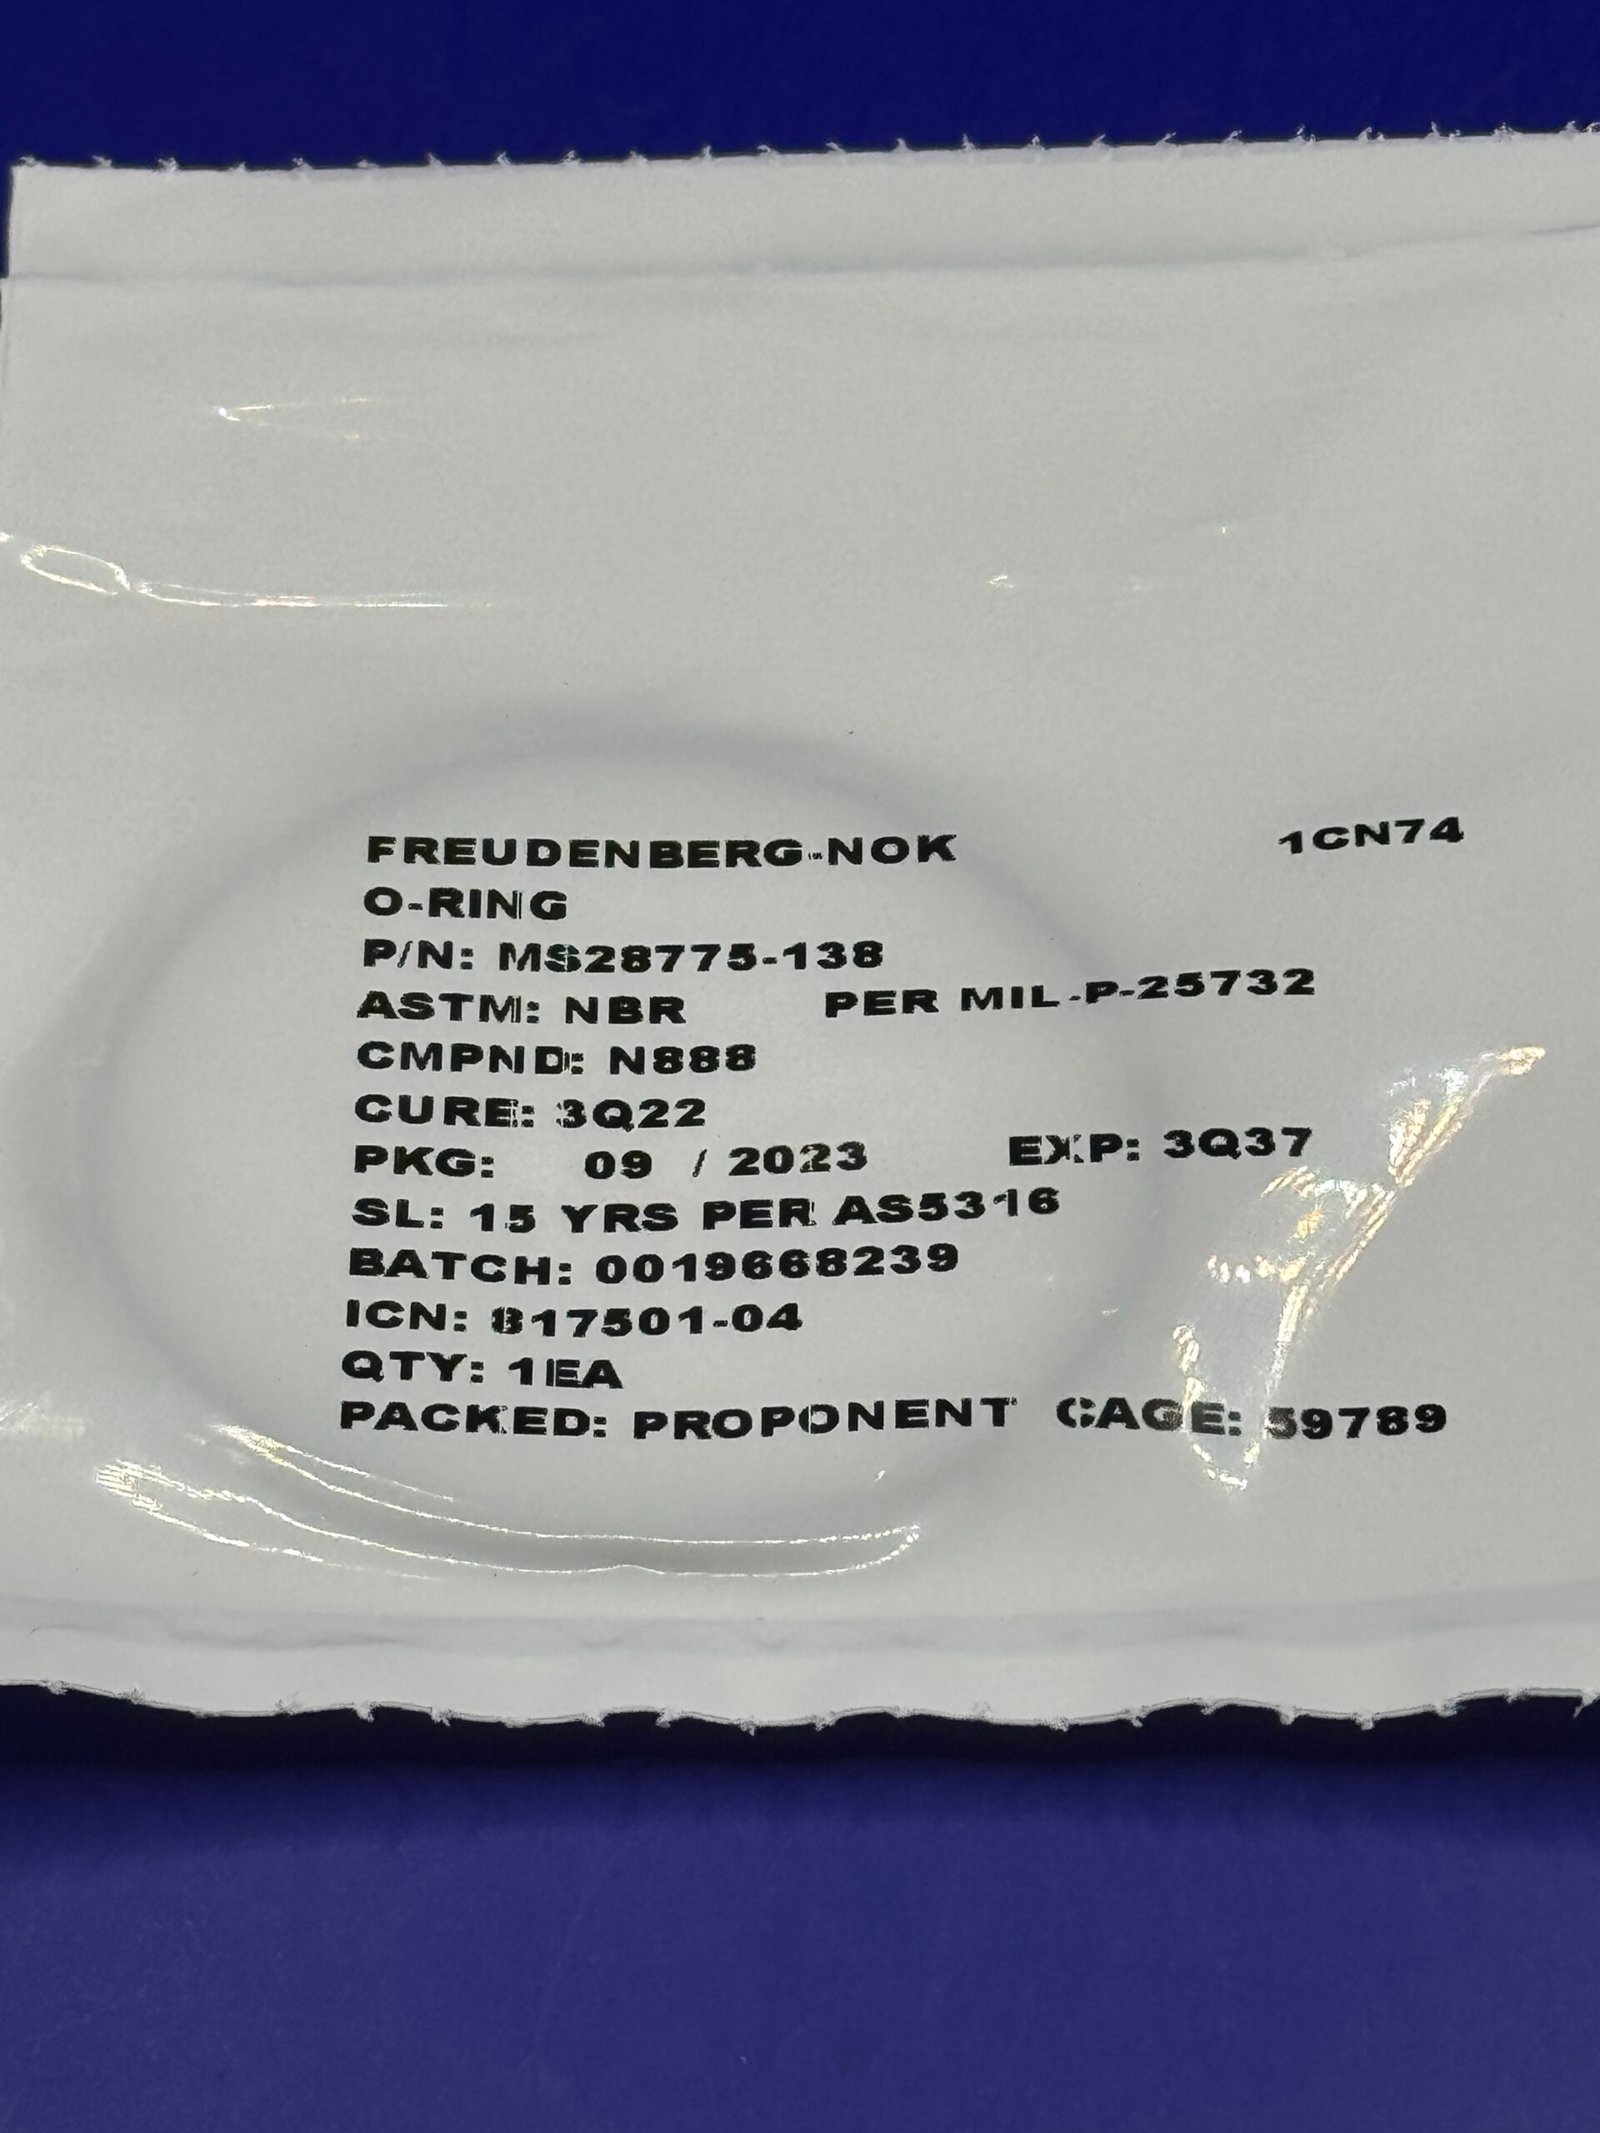 FREUDENBERG-NOK 1CN74
O-RING
P/N: MS28775-138
ASTM: NBR PER MIL-P-25732
CMPND: N888
CURE: 3Q22
PKG: 09 / 2023 EXP: 3Q37
SL: 15 YRS PER AS5316
BATCH: 0019668239
ICN: 817501-04
QTY: 1EA
PACKED: PROPONENT CAGE: 59789